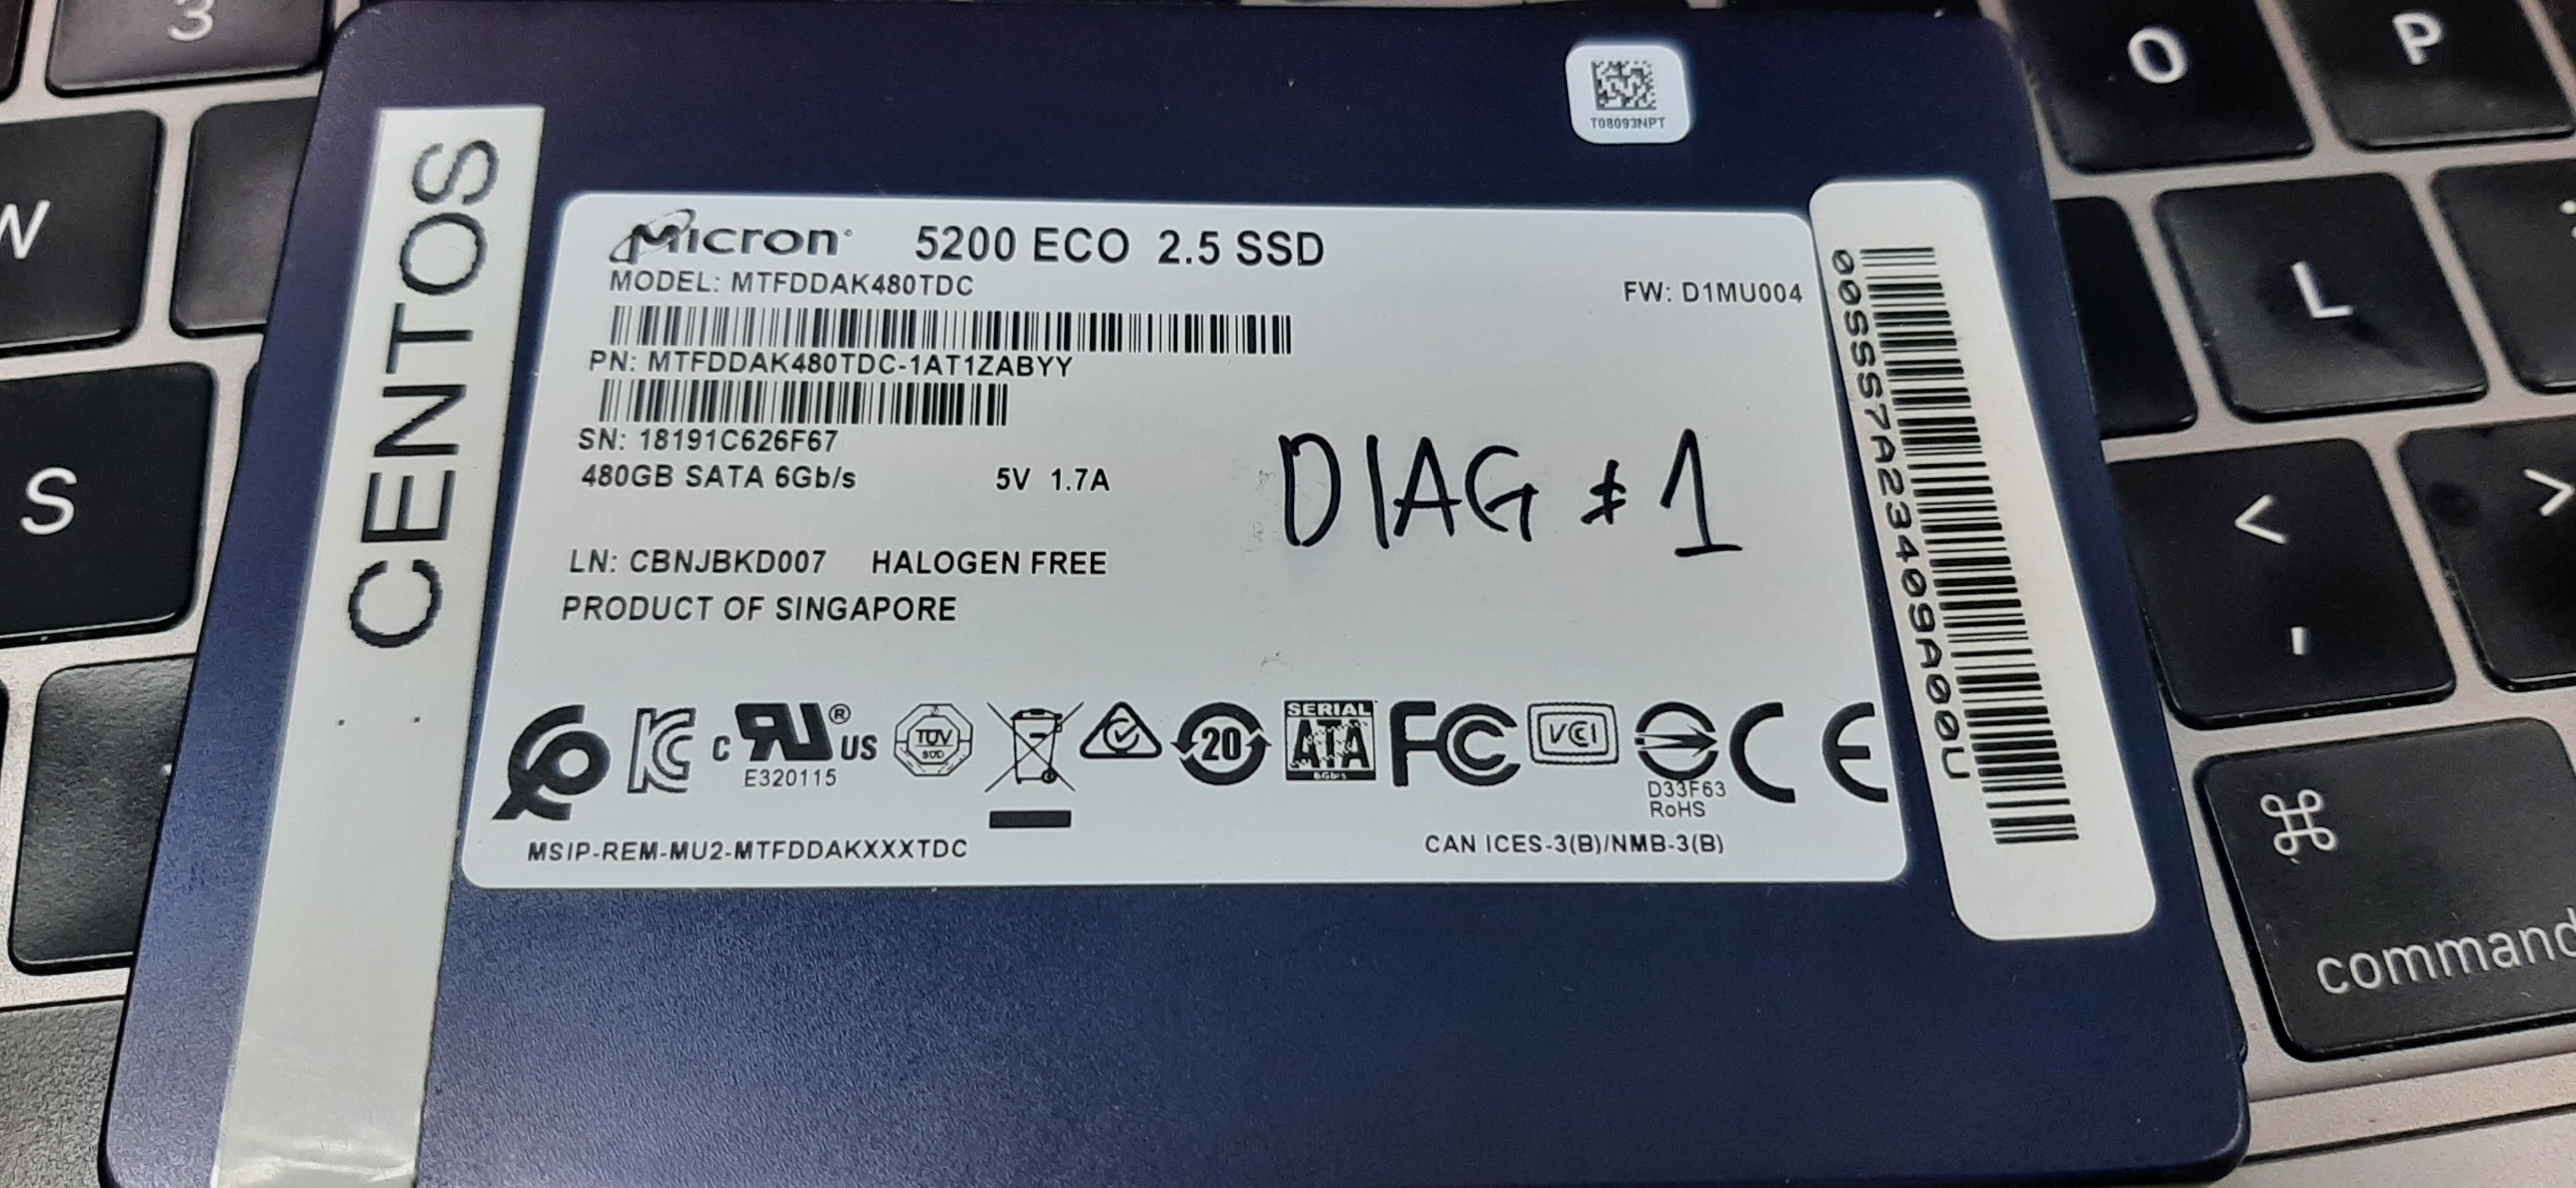 3
O
P
W
L
S
<
,
>
⌘
command
CENTOS
T08093NPT
Micron® 5200 ECO 2.5 SSD
MODEL: MTFDDAK480TDC
FW: D1MU004
PN: MTFDDAK480TDC-1AT1ZABYY
SN: 18191C626F67
480GB SATA 6Gb/s 5V 1.7A
DIAG #1
LN: CBNJBKD007 HALOGEN FREE
PRODUCT OF SINGAPORE
C RU ® US
E320115
TÜV
SÜD
20
SERIAL
ATA
6Gb/s
FC
VCI
D33F63
RoHS
CE
MSIP-REM-MU2-MTFDDAKXXXTDC
CAN ICES-3(B)/NMB-3(B)
00SSS7A23409A00U